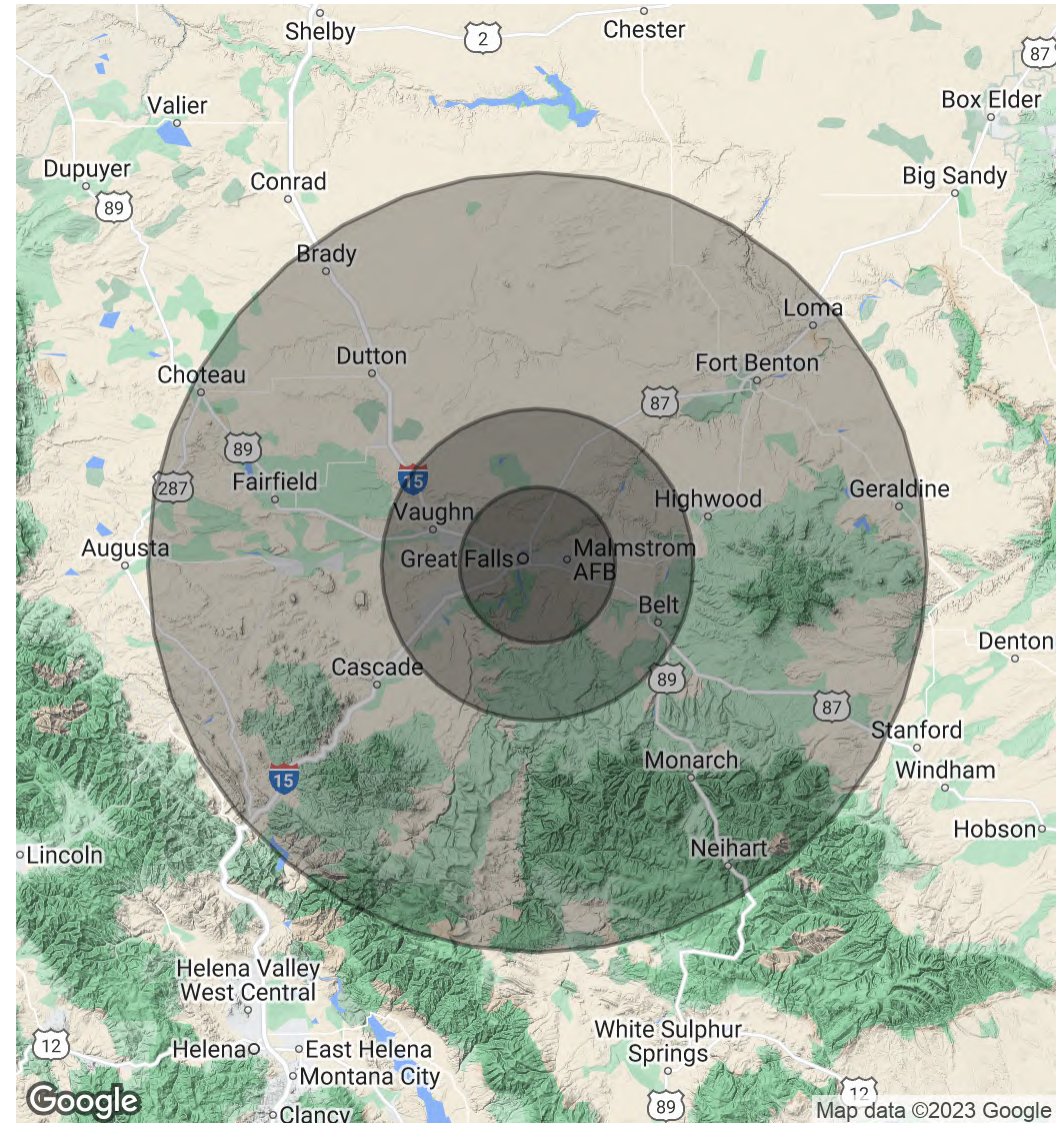 Shelby
2
Chester
87
Valier
Box Elder
Dupuyer
Conrad
Big Sandy
89
Brady
Loma
Dutton
Fort Benton
Choteau
87
89
15
287
Fairfield
Highwood
Geraldine
Vaughn
Augusta
Great Falls
Malmstrom
AFB
Belt
Denton
Cascade
89
87
Stanford
Monarch
Windham
15
Hobson
Neihart
Lincoln
Helena Valley
West Central
White Sulphur
Springs
12
Helena
East Helena
Montana City
12
Google
89
Clancy
Map data ©2023 Google